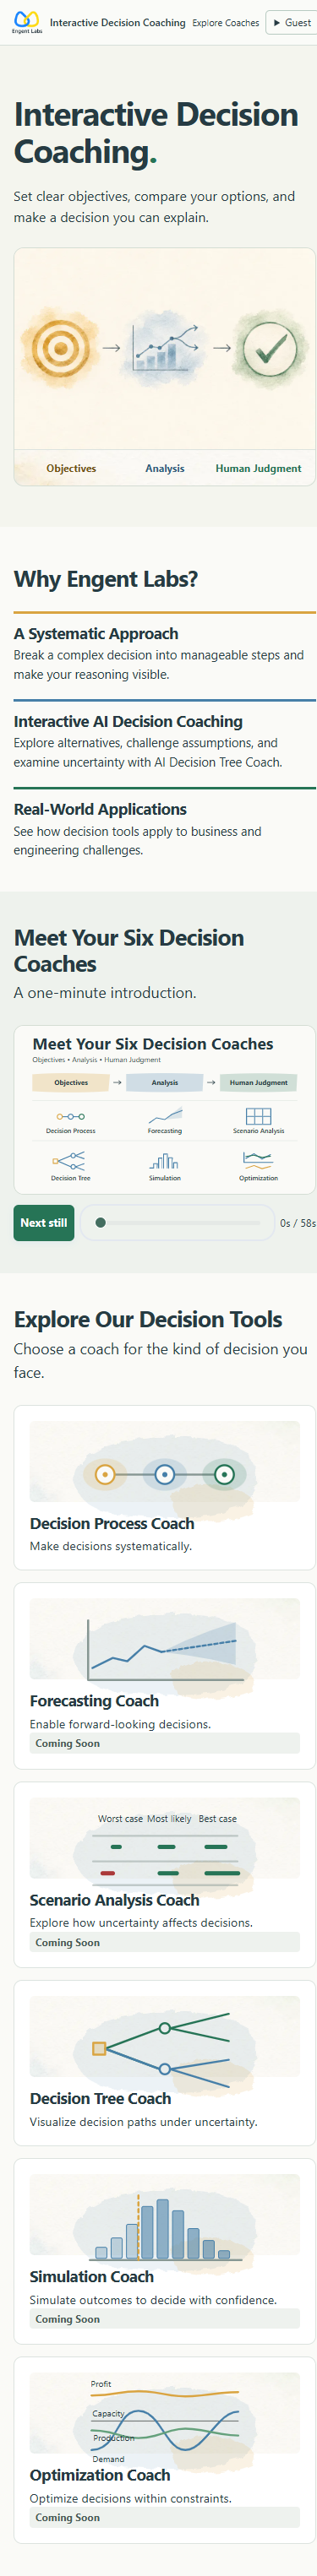 Engent Labs
Interactive Decision Coaching
Explore Coaches
▶ Guest
Interactive Decision
Coaching.
Set clear objectives, compare your options, and
make a decision you can explain.
Objectives
Analysis
Human Judgment
Why Engent Labs?
A Systematic Approach
Break a complex decision into manageable steps and
make your reasoning visible.
Interactive AI Decision Coaching
Explore alternatives, challenge assumptions, and
examine uncertainty with AI Decision Tree Coach.
Real-World Applications
See how decision tools apply to business and
engineering challenges.
Meet Your Six Decision
Coaches
A one-minute introduction.
Meet Your Six Decision Coaches
Objectives • Analysis • Human Judgment
Objectives
Analysis
Human Judgment
Decision Process
Forecasting
Scenario Analysis
Decision Tree
Simulation
Optimization
Next still
0s / 58s
Explore Our Decision Tools
Choose a coach for the kind of decision you
face.
Decision Process Coach
Make decisions systematically.
Forecasting Coach
Enable forward-looking decisions.
Coming Soon
Worst case Most likely Best case
Scenario Analysis Coach
Explore how uncertainty affects decisions.
Coming Soon
Decision Tree Coach
Visualize decision paths under uncertainty.
Simulation Coach
Simulate outcomes to decide with confidence.
Coming Soon
Profit
Capacity
Production
Demand
Optimization Coach
Optimize decisions within constraints.
Coming Soon